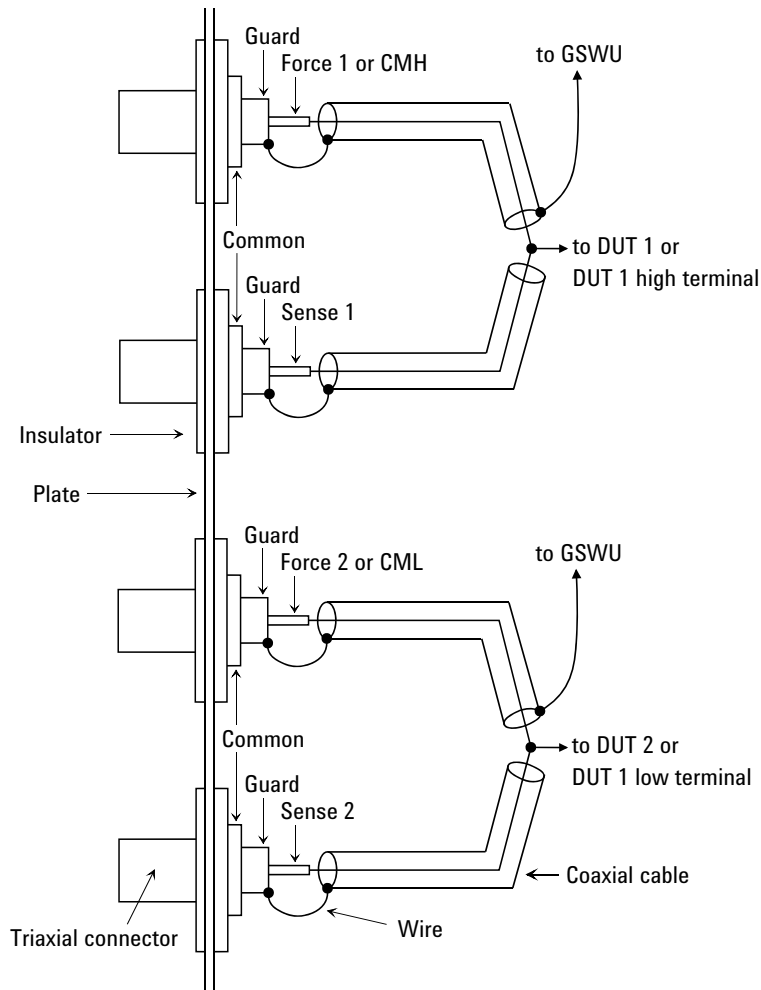 Guard
Force 1 or CMH
to GSWU
Common
to DUT 1 or
DUT 1 high terminal
Guard
Sense 1
Insulator
Plate
Guard
Force 2 or CML
to GSWU
Common
to DUT 2 or
DUT 1 low terminal
Guard
Sense 2
Coaxial cable
Triaxial connector
Wire